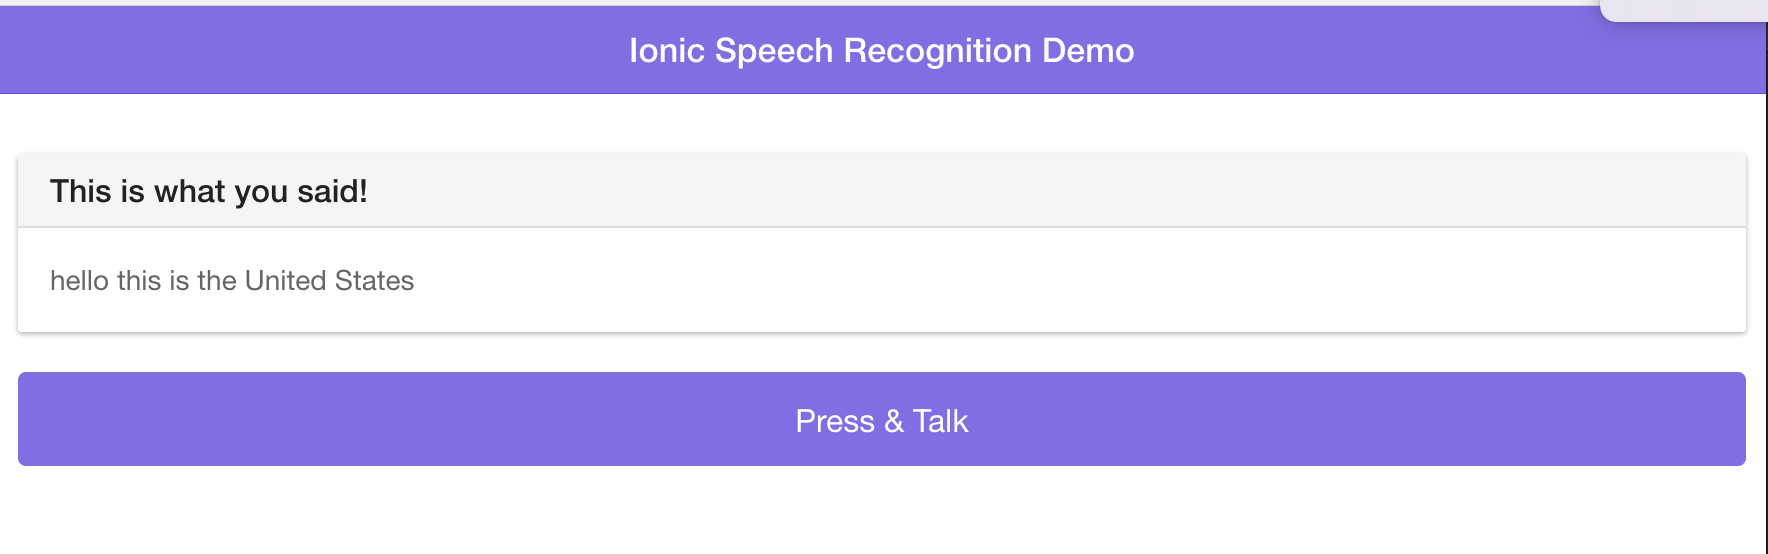 Ionic Speech Recognition Demo
This is what you said!
hello this is the United States
Press & Talk